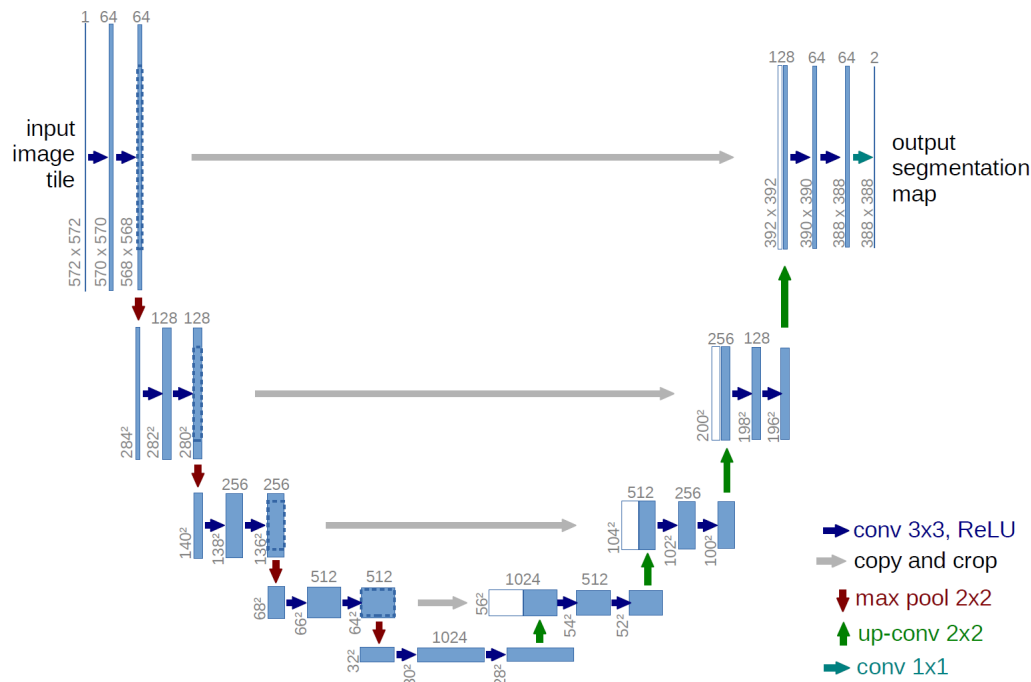 1 64 64
128 64 64 2
input
image
tile
output
segmentation
map
572 x 572
570 x 570
568 x 568
392 x 392
390 x 390
388 x 388
388 x 388
128 128
256 128
284²
282²
280²
200²
198²
196²
256 256
512 256
140²
138²
136²
104²
102²
100²
512 512
1024 512
68²
66²
64²
56²
54²
52²
1024
32²
30²
28²
conv 3x3, ReLU
copy and crop
max pool 2x2
up-conv 2x2
conv 1x1